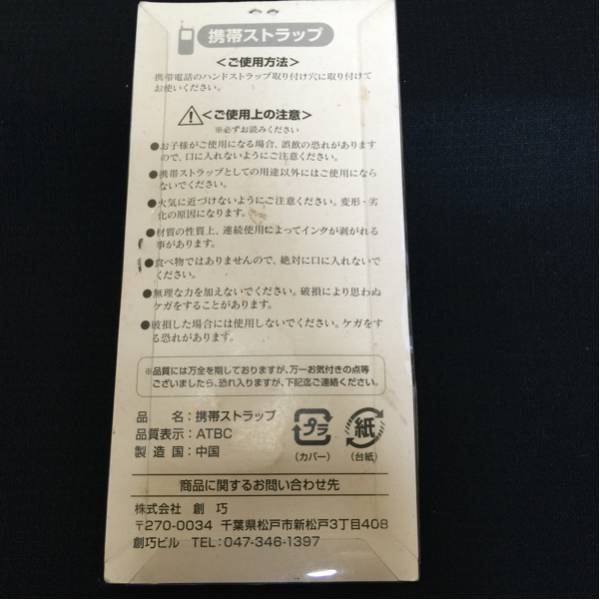 携帯ストラップ
<ご使用方法>
携帯電話のハンドストラップ取り付け穴に取り付けて
お使いください。
<ご使用上の注意>
※必ずお読みください
●お子様がご使用になる場合、誤飲の恐れがあります
ので、口に入れないようにご注意ください。
●携帯ストラップとしての用途以外にはご使用になら
ないでください。
●火気に近づけないようにご注意ください。変形・劣
化の原因になります。
●材質の性質上、連続使用によってインクが剥がれる
事があります。
●食べ物ではありませんので、絶対に口に入れないで
ください。
●無理な力を加えないでください。破損により思わぬ
ケガをすることがあります。
●破損した場合には使用しないでください。ケガをす
る恐れがあります。
※品質には万全を期しておりますが、万一お気付きの点等
ございましたら、恐れ入りますが、下記迄ご連絡ください。
品 名：携帯ストラップ
品質表示：ATBC
製造国：中国
プラ
(カバー)
紙
(台紙)
商品に関するお問い合わせ先
株式会社 創巧
〒270-0034 千葉県松戸市新松戸3丁目408
創巧ビル TEL：047-346-1397